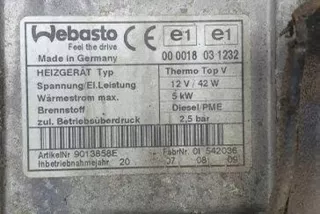 Webasto
Feel the drive
CE e1 e1
Made in Germany 00 0018 03 1232
HEIZGERÄT Typ Thermo Top V
Spannung/El.Leistung 12 V / 42 W
Wärmestrom max. 5 kW
Brennstoff Diesel/PME
zul. Betriebsüberdruck 2,5 bar
ArtikelNr 9013858E FabrNr. 01 542036
Inbetriebnahmejahr 20 07 08 09